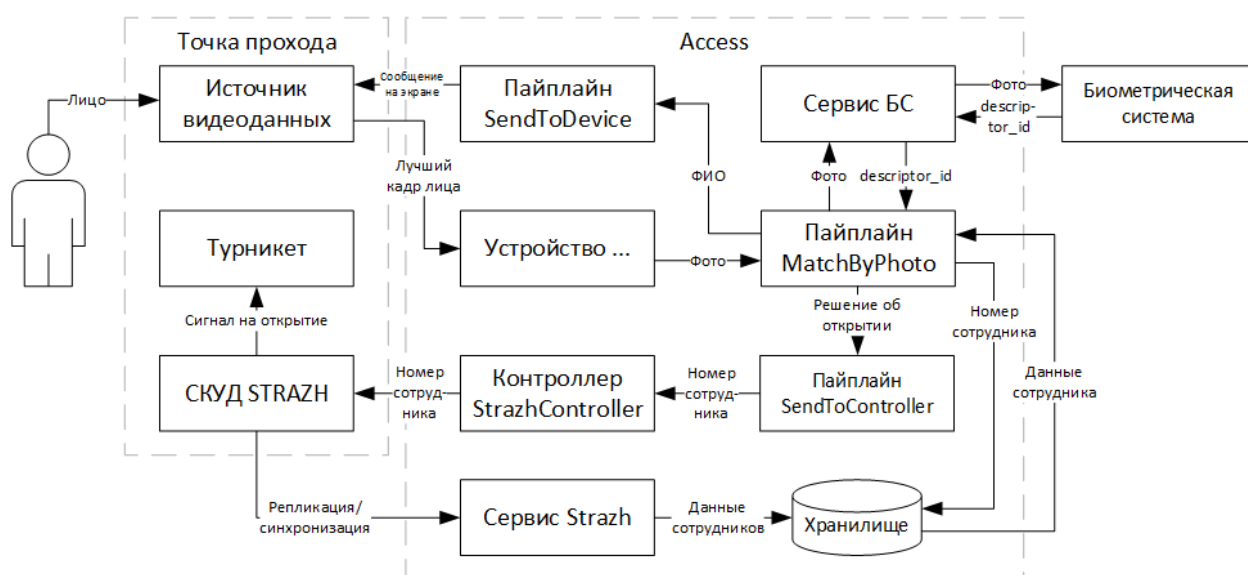 Точка прохода
Access
Лицо
Источник
видеоданных
Сообщение
на экране
Пайплайн
SendToDevice
Сервис БС
Фото
descrip-
tor_id
Биометрическая
система
Лучший
кадр лица
ФИО
Фото
descriptor_id
Турникет
Устройство ...
Фото
Пайплайн
MatchByPhoto
Сигнал на открытие
Решение об
открытии
Номер
сотрудника
Данные
сотрудника
СКУД STRAZH
Номер
сотруд-
ника
Контроллер
StrazhController
Номер
сотруд-
ника
Пайплайн
SendToController
Репликация/
синхронизация
Сервис Strazh
Данные
сотрудников
Хранилище